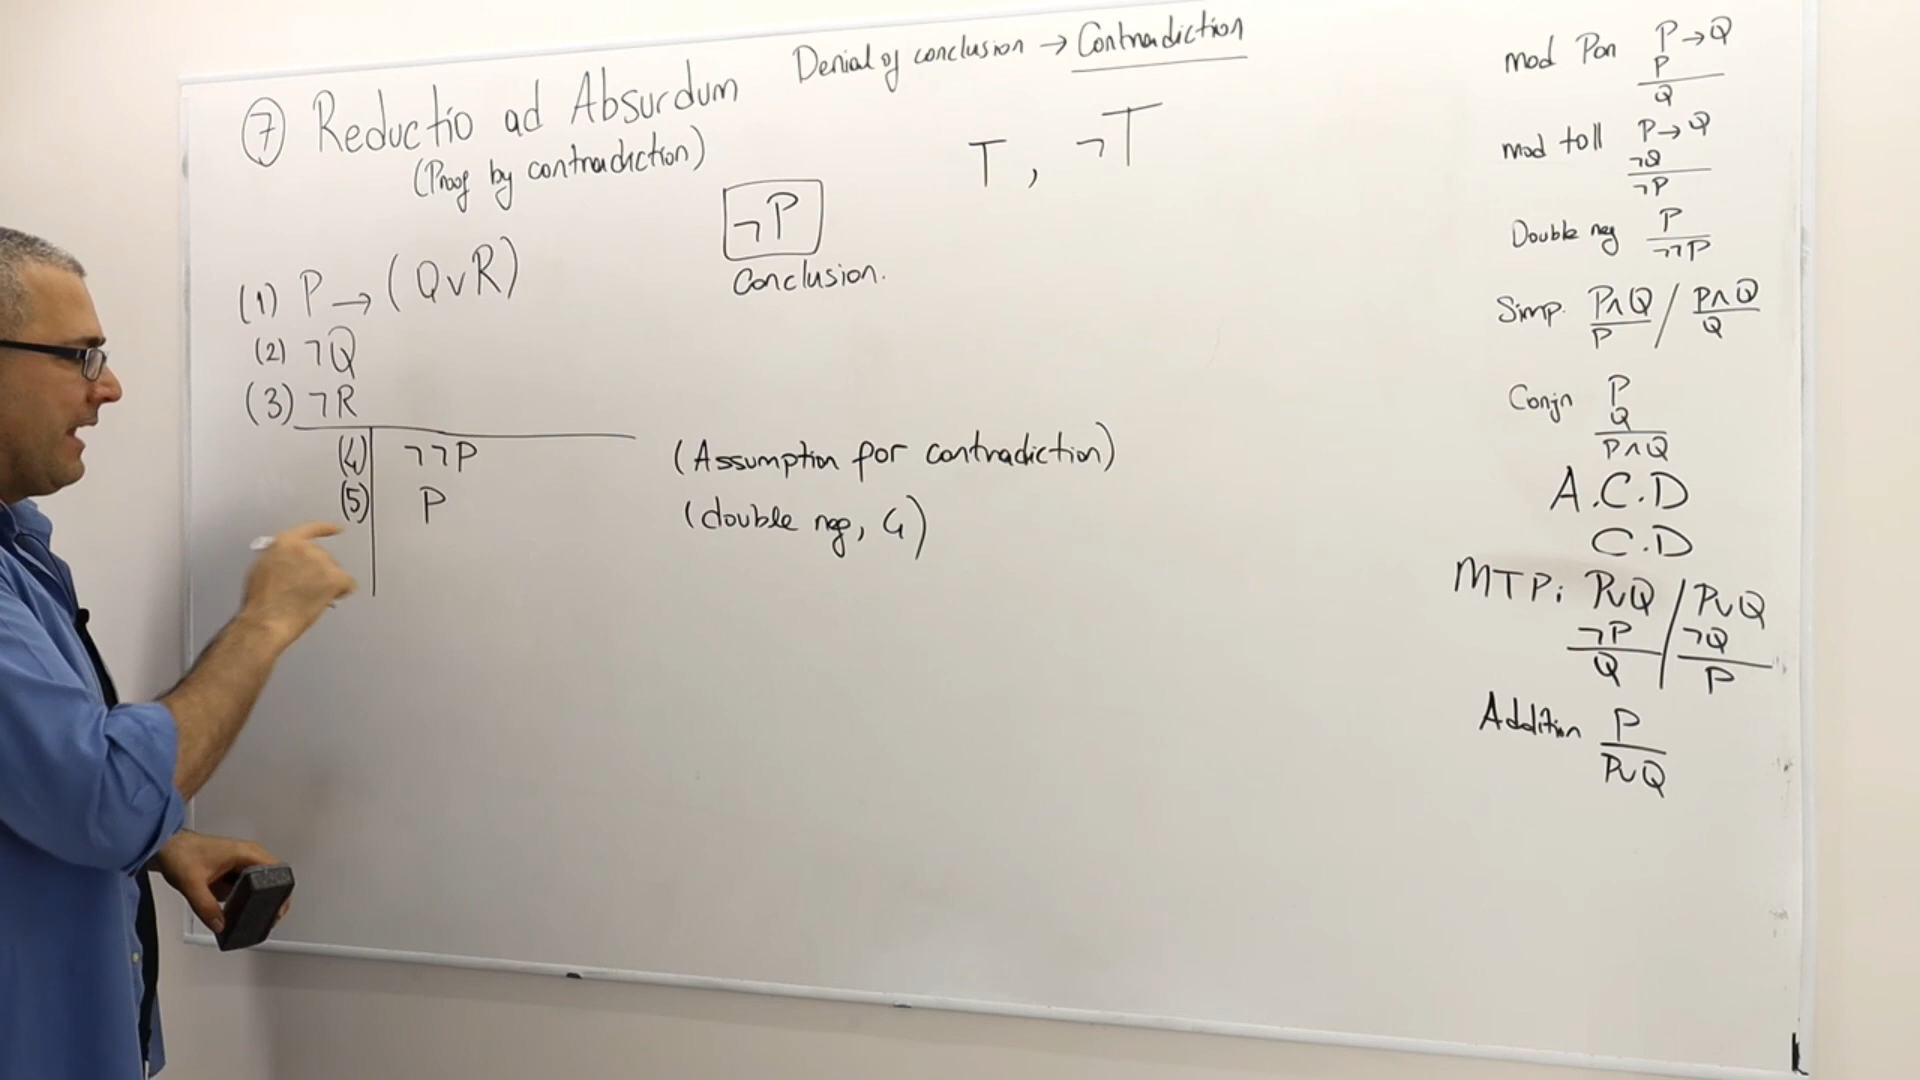 Denial of conclusion → Contradiction
⑦ Reductio ad Absurdum
(Proof by contradiction)
T, ¬T
¬P
Conclusion.
(1) P → (Q∨R)
(2) ¬Q
(3) ¬R
(4) ¬¬P (Assumption for contradiction)
(5) P (double neg, 4)
mod Pon P→Q
P
Q
mod toll P→Q
¬Q
¬P
Double neg P
¬¬P
Simp. P∧Q / P∧Q
P Q
Conjn P
Q
P∧Q
A.C.D
C.D
MTP: P∨Q / P∨Q
¬P ¬Q
Q P
Addition P
P∨Q